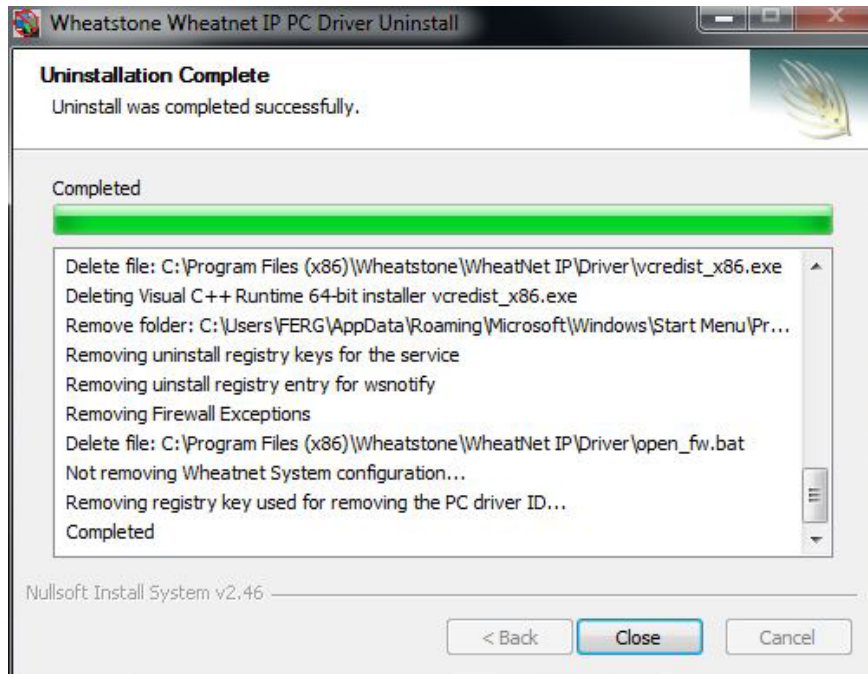 Wheatstone Wheatnet IP PC Driver Uninstall
Uninstallation Complete
Uninstall was completed successfully.
Completed
Delete file: C:\Program Files (x86)\Wheatstone\WheatNet IP\Driver\vcredist_x86.exe
Deleting Visual C++ Runtime 64-bit installer vcredist_x86.exe
Remove folder: C:\Users\FERG\AppData\Roaming\Microsoft\Windows\Start Menu\Pr...
Removing uninstall registry keys for the service
Removing uinstall registry entry for wsnotify
Removing Firewall Exceptions
Delete file: C:\Program Files (x86)\Wheatstone\WheatNet IP\Driver\open_fw.bat
Not removing Wheatnet System configuration...
Removing registry key used for removing the PC driver ID...
Completed
Nullsoft Install System v2.46
< Back Close Cancel